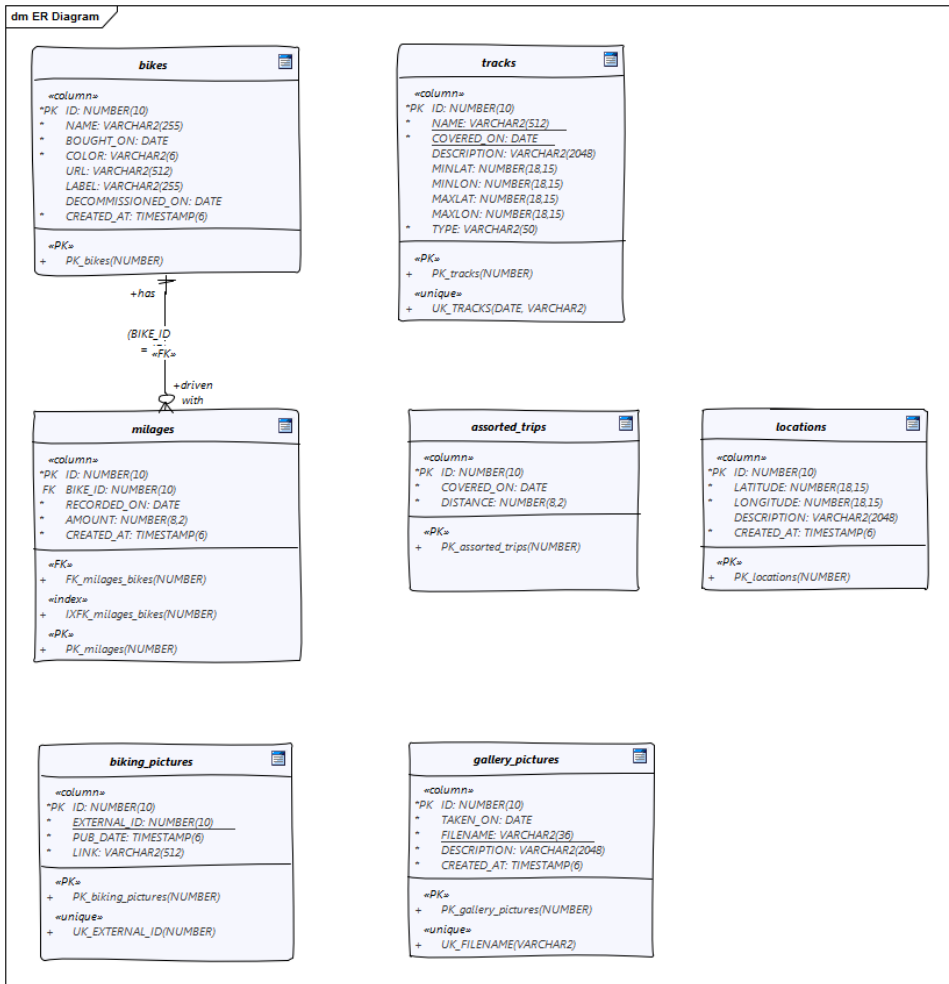 dm ER Diagram
bikes
«column»
*PK ID: NUMBER(10)
* NAME: VARCHAR2(255)
* BOUGHT_ON: DATE
* COLOR: VARCHAR2(6)
URL: VARCHAR2(512)
LABEL: VARCHAR2(255)
DECOMMISSIONED_ON: DATE
* CREATED_AT: TIMESTAMP(6)
«PK»
+ PK_bikes(NUMBER)
tracks
«column»
*PK ID: NUMBER(10)
* NAME: VARCHAR2(512)
* COVERED_ON: DATE
DESCRIPTION: VARCHAR2(2048)
MINLAT: NUMBER(18,15)
MINLON: NUMBER(18,15)
MAXLAT: NUMBER(18,15)
MAXLON: NUMBER(18,15)
* TYPE: VARCHAR2(50)
«PK»
+ PK_tracks(NUMBER)
«unique»
+ UK_TRACKS(DATE, VARCHAR2)
+has
(BIKE_ID
= «FK»
+driven
with
milages
«column»
*PK ID: NUMBER(10)
FK BIKE_ID: NUMBER(10)
* RECORDED_ON: DATE
* AMOUNT: NUMBER(8,2)
* CREATED_AT: TIMESTAMP(6)
«FK»
+ FK_milages_bikes(NUMBER)
«index»
+ IXFK_milages_bikes(NUMBER)
«PK»
+ PK_milages(NUMBER)
assorted_trips
«column»
*PK ID: NUMBER(10)
* COVERED_ON: DATE
* DISTANCE: NUMBER(8,2)
«PK»
+ PK_assorted_trips(NUMBER)
locations
«column»
*PK ID: NUMBER(10)
* LATITUDE: NUMBER(18,15)
* LONGITUDE: NUMBER(18,15)
DESCRIPTION: VARCHAR2(2048)
* CREATED_AT: TIMESTAMP(6)
«PK»
+ PK_locations(NUMBER)
biking_pictures
«column»
*PK ID: NUMBER(10)
* EXTERNAL_ID: NUMBER(10)
* PUB_DATE: TIMESTAMP(6)
* LINK: VARCHAR2(512)
«PK»
+ PK_biking_pictures(NUMBER)
«unique»
+ UK_EXTERNAL_ID(NUMBER)
gallery_pictures
«column»
*PK ID: NUMBER(10)
* TAKEN_ON: DATE
* FILENAME: VARCHAR2(36)
* DESCRIPTION: VARCHAR2(2048)
* CREATED_AT: TIMESTAMP(6)
«PK»
+ PK_gallery_pictures(NUMBER)
«unique»
+ UK_FILENAME(VARCHAR2)